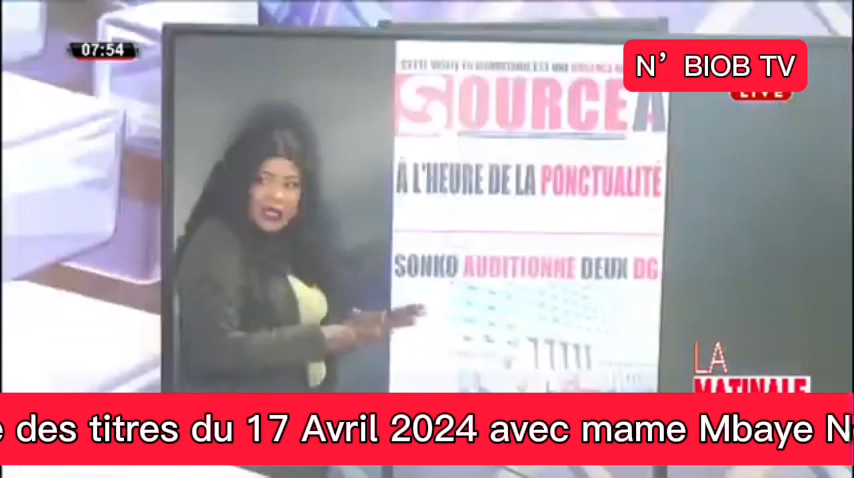 07:54
N' BIOB TV
LIVE
SOURCE A
À L'HEURE DE LA PONCTUALITÉ
SONKO AUDITIONNE DEUX DG
LA
MATINALE
des titres du 17 Avril 2024 avec mame Mbaye N